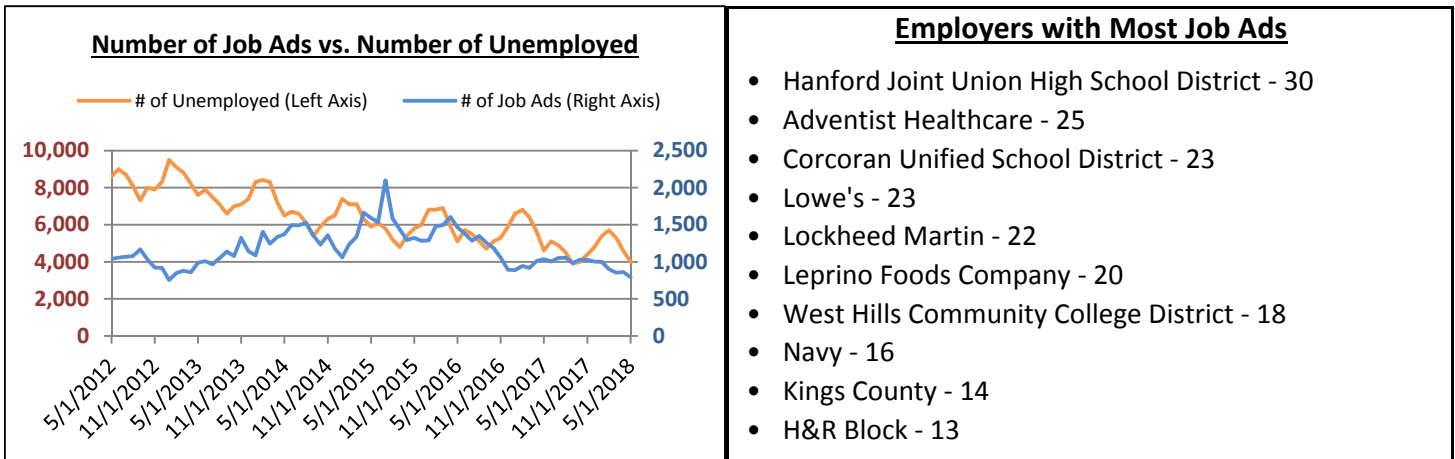 Number of Job Ads vs. Number of Unemployed
# of Unemployed (Left Axis) # of Job Ads (Right Axis)
10,000
8,000
6,000
4,000
2,000
0
2,500
2,000
1,500
1,000
500
0
5/1/2012
11/1/2012
5/1/2013
11/1/2013
5/1/2014
11/1/2014
5/1/2015
11/1/2015
5/1/2016
11/1/2016
5/1/2017
11/1/2017
5/1/2018
Employers with Most Job Ads
• Hanford Joint Union High School District - 30
• Adventist Healthcare - 25
• Corcoran Unified School District - 23
• Lowe's - 23
• Lockheed Martin - 22
• Leprino Foods Company - 20
• West Hills Community College District - 18
• Navy - 16
• Kings County - 14
• H&R Block - 13